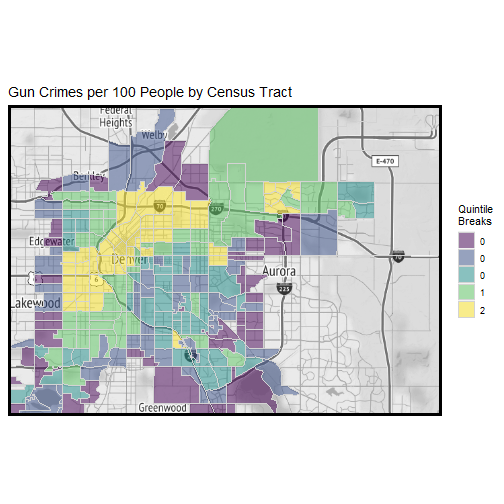 Gun Crimes per 100 People by Census Tract
Federal
Heights
Welby
Berkley
E-470
70
270
Edgewater
Denver
Aurora
70
6
6
225
Lakewood
Greenwood
Quintile
Breaks
0
0
0
1
2